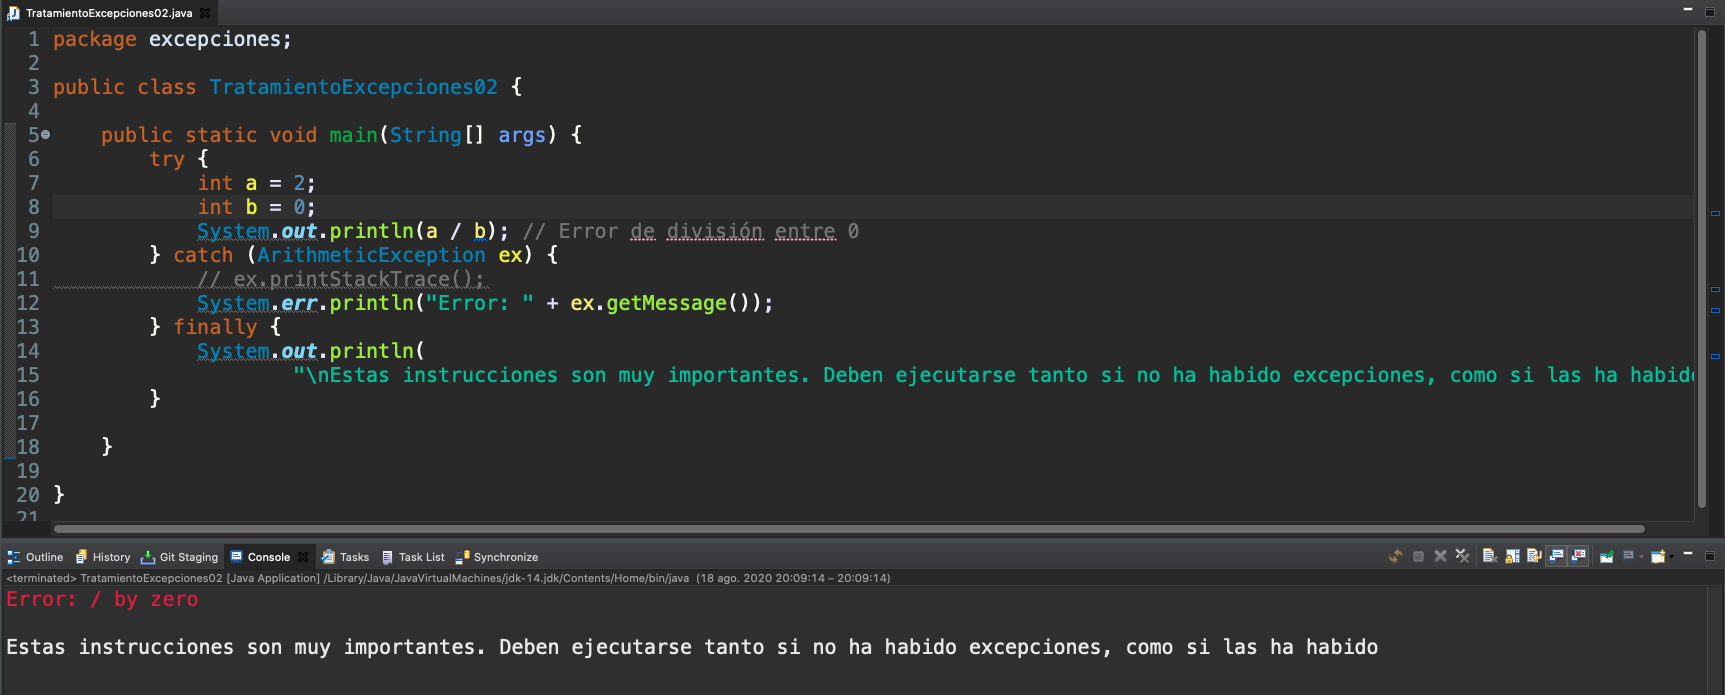 TratamientoExcepciones02.java
1 package excepciones;
2
3 public class TratamientoExcepciones02 {
4
5 public static void main(String[] args) {
6 try {
7 int a = 2;
8 int b = 0;
9 System.out.println(a / b); // Error de división entre 0
10 } catch (ArithmeticException ex) {
11 // ex.printStackTrace();
12 System.err.println("Error: " + ex.getMessage());
13 } finally {
14 System.out.println(
15 "\nEstas instrucciones son muy importantes. Deben ejecutarse tanto si no ha habido excepciones, como si las ha habido
16 }
17
18 }
19
20 }
21
Outline History Git Staging Console Tasks Task List Synchronize
<terminated> TratamientoExcepciones02 [Java Application] /Library/Java/JavaVirtualMachines/jdk-14.jdk/Contents/Home/bin/java (18 ago. 2020 20:09:14 – 20:09:14)
Error: / by zero
Estas instrucciones son muy importantes. Deben ejecutarse tanto si no ha habido excepciones, como si las ha habido